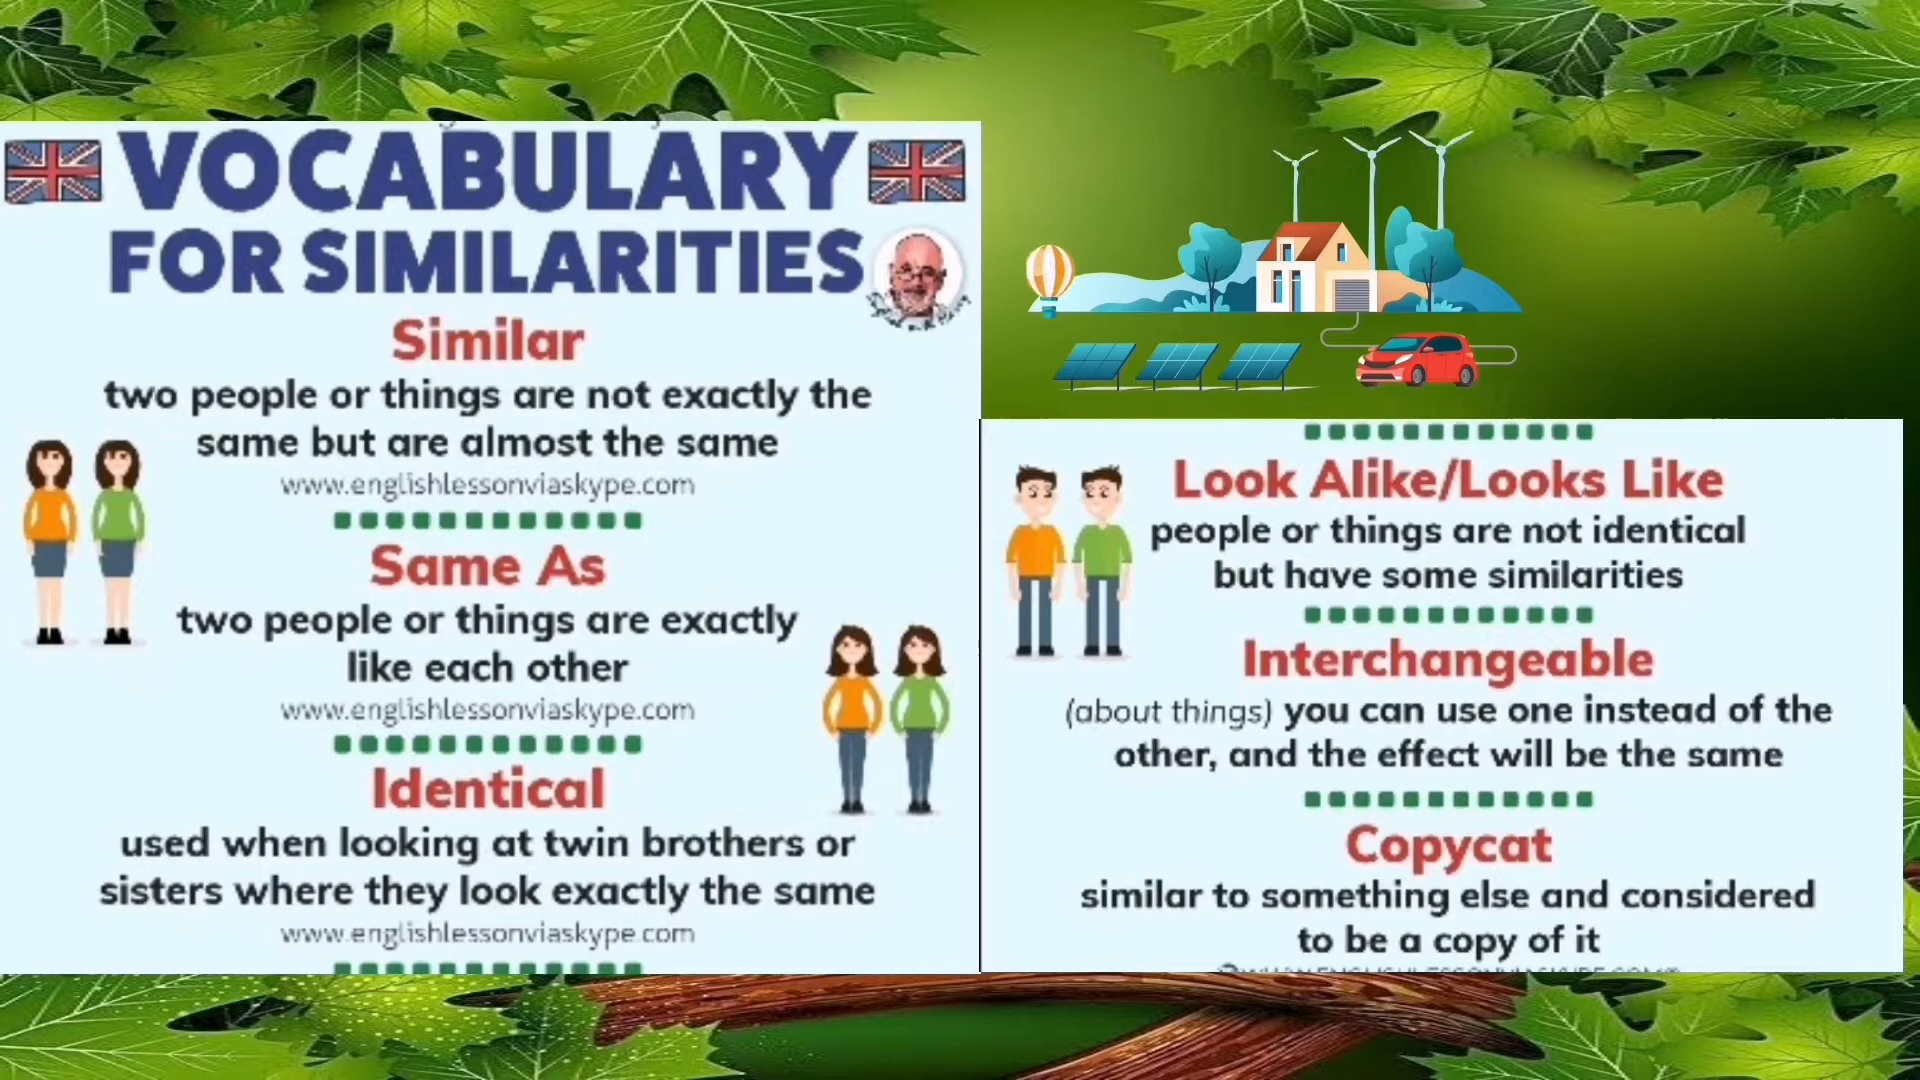 VOCABULARY
FOR SIMILARITIES
Similar
two people or things are not exactly the
same but are almost the same
www.englishlessonviaskype.com
Same As
two people or things are exactly
like each other
www.englishlessonviaskype.com
Identical
used when looking at twin brothers or
sisters where they look exactly the same
www.englishlessonviaskype.com
Look Alike/Looks Like
people or things are not identical
but have some similarities
Interchangeable
(about things) you can use one instead of the
other, and the effect will be the same
Copycat
similar to something else and considered
to be a copy of it